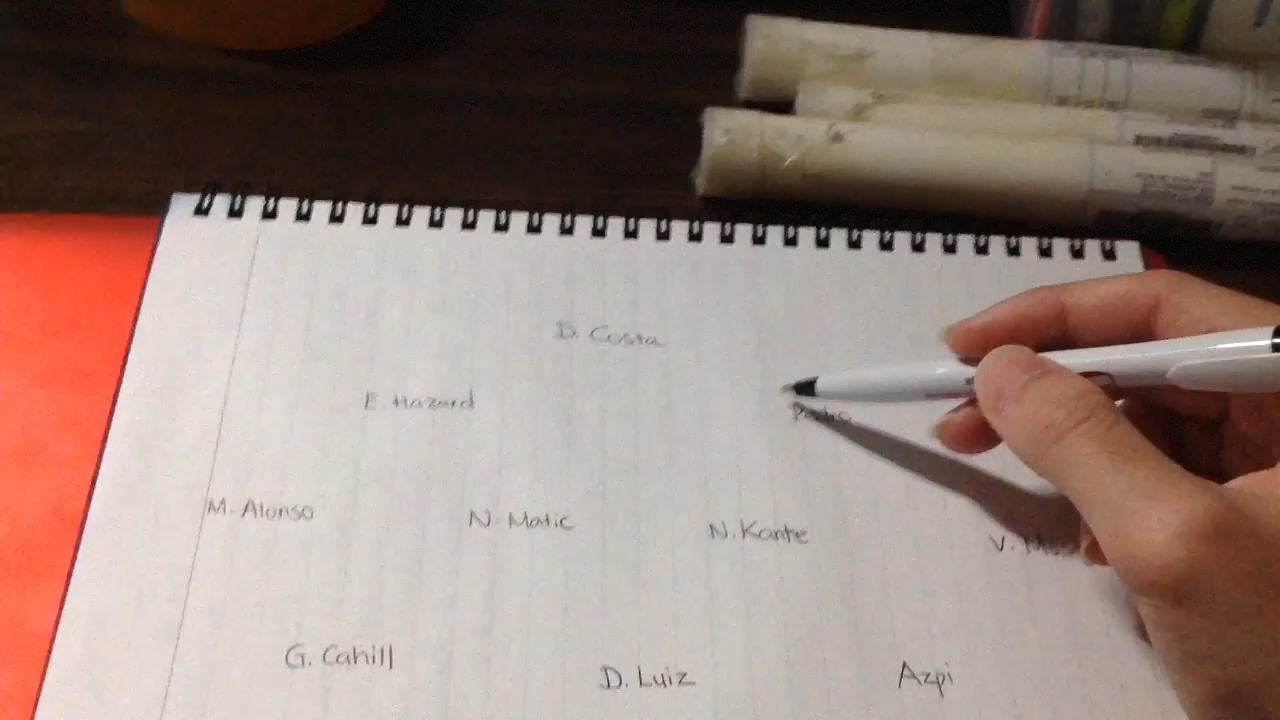 D. Costa
E. Hazard
Pedro
M. Alonso N. Matic N. Kante V.
G. Cahill D. Luiz Azpi